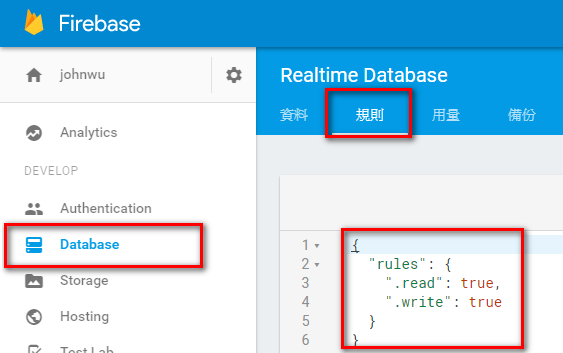 Firebase
johnwu
Analytics
DEVELOP
Authentication
Database
Storage
Hosting
Test Lab
Realtime Database
資料 規則 用量 備份
1 {
2 "rules": {
3 ".read": true,
4 ".write": true
5 }
6 }